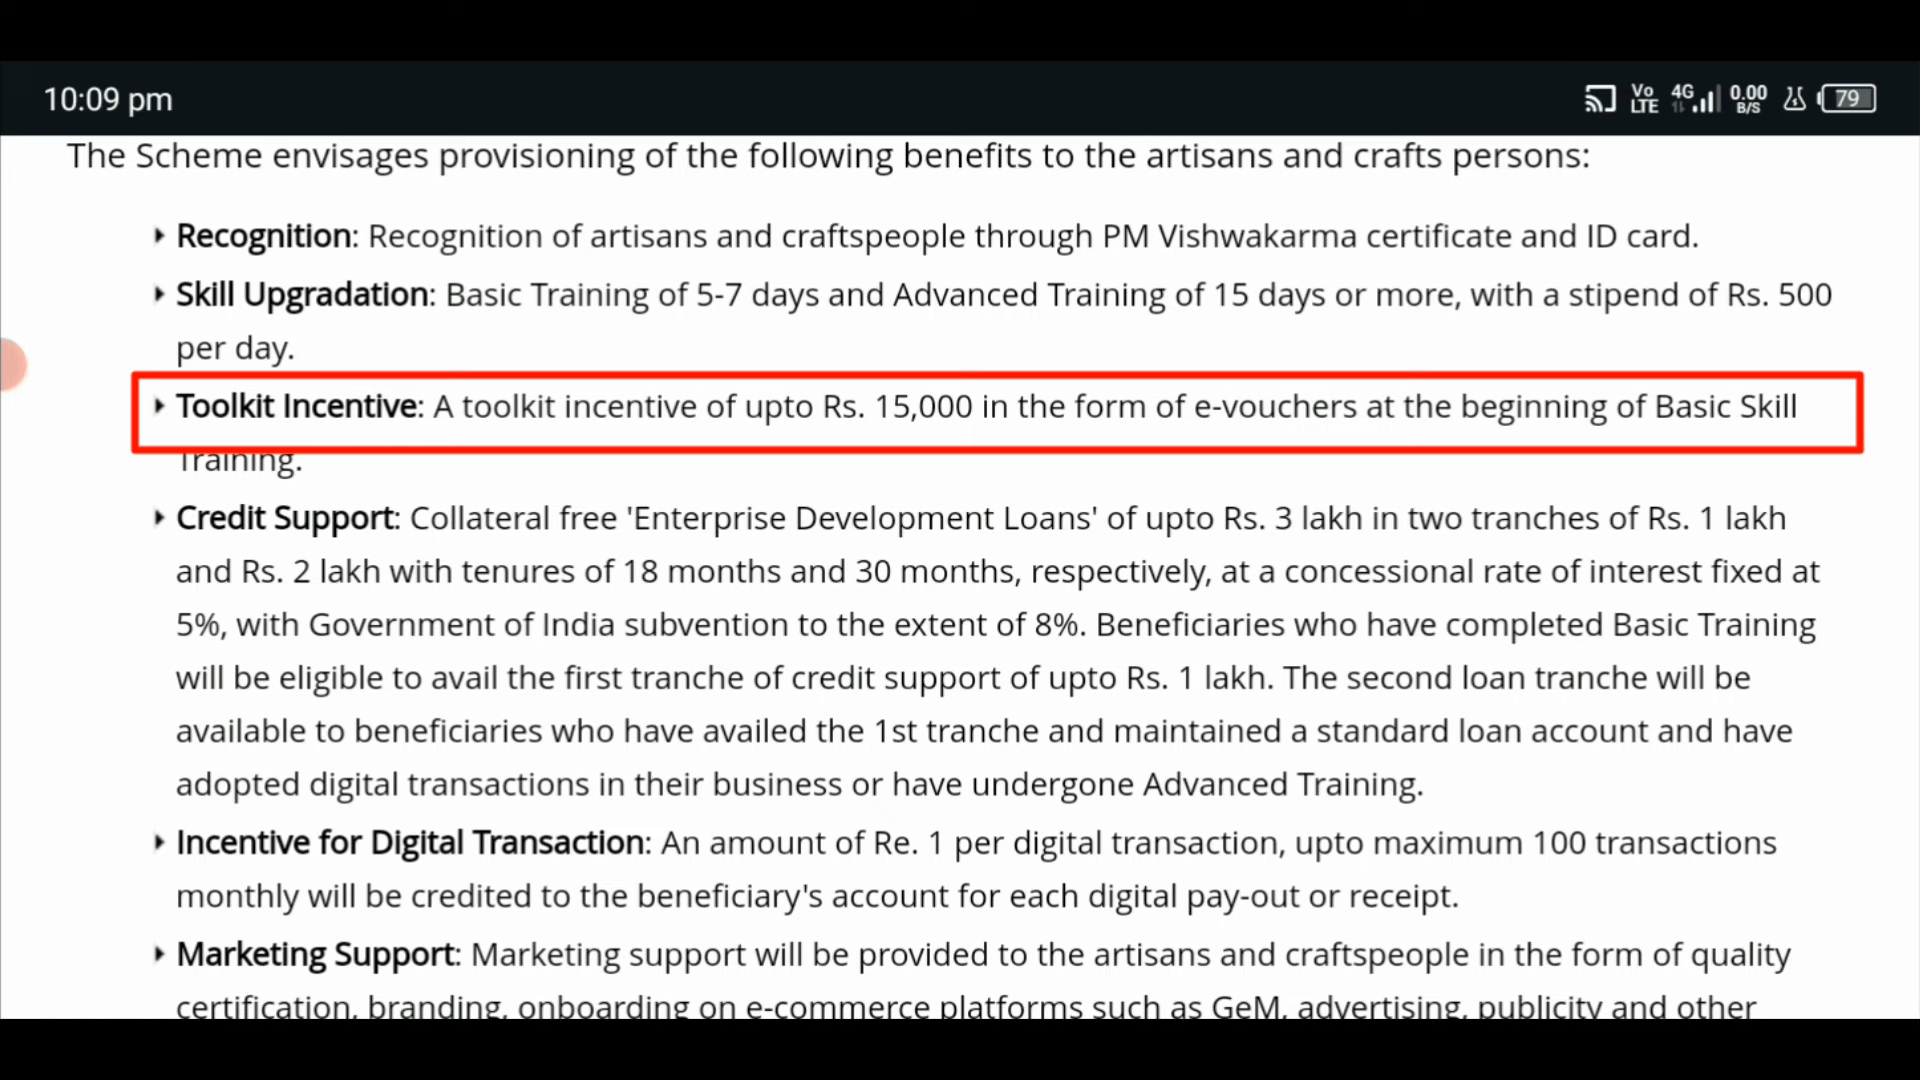 10:09 pm
Vo LTE 4G 0.00 B/S 79
The Scheme envisages provisioning of the following benefits to the artisans and crafts persons:
Recognition: Recognition of artisans and craftspeople through PM Vishwakarma certificate and ID card.
Skill Upgradation: Basic Training of 5-7 days and Advanced Training of 15 days or more, with a stipend of Rs. 500
per day.
Toolkit Incentive: A toolkit incentive of upto Rs. 15,000 in the form of e-vouchers at the beginning of Basic Skill
Training.
Credit Support: Collateral free 'Enterprise Development Loans' of upto Rs. 3 lakh in two tranches of Rs. 1 lakh
and Rs. 2 lakh with tenures of 18 months and 30 months, respectively, at a concessional rate of interest fixed at
5%, with Government of India subvention to the extent of 8%. Beneficiaries who have completed Basic Training
will be eligible to avail the first tranche of credit support of upto Rs. 1 lakh. The second loan tranche will be
available to beneficiaries who have availed the 1st tranche and maintained a standard loan account and have
adopted digital transactions in their business or have undergone Advanced Training.
Incentive for Digital Transaction: An amount of Re. 1 per digital transaction, upto maximum 100 transactions
monthly will be credited to the beneficiary's account for each digital pay-out or receipt.
Marketing Support: Marketing support will be provided to the artisans and craftspeople in the form of quality
certification, branding, onboarding on e-commerce platforms such as GeM, advertising, publicity and other